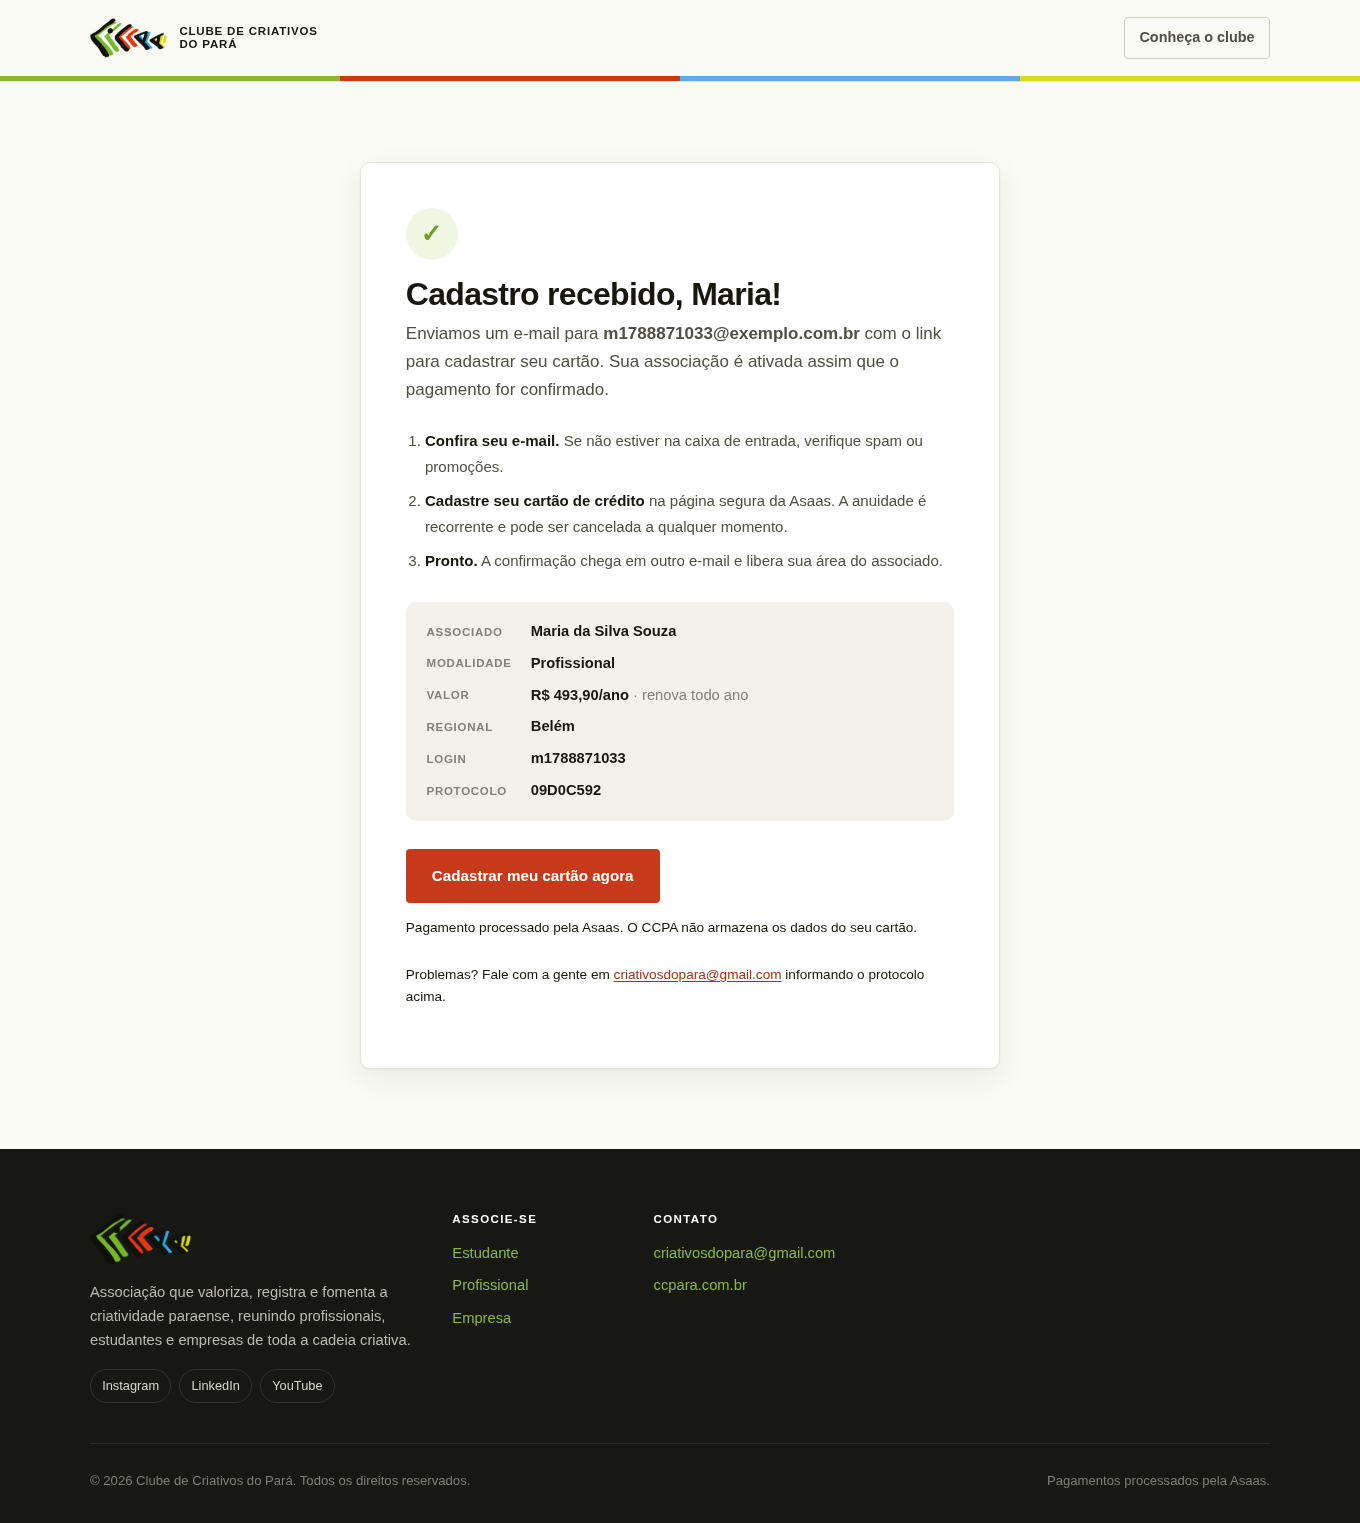 CLUBE DE CRIATIVOS
DO PARÁ
Conheça o clube
✓
Cadastro recebido, Maria!
Enviamos um e-mail para m1788871033@exemplo.com.br com o link
para cadastrar seu cartão. Sua associação é ativada assim que o
pagamento for confirmado.
1. Confira seu e-mail. Se não estiver na caixa de entrada, verifique spam ou
promoções.
2. Cadastre seu cartão de crédito na página segura da Asaas. A anuidade é
recorrente e pode ser cancelada a qualquer momento.
3. Pronto. A confirmação chega em outro e-mail e libera sua área do associado.
ASSOCIADO Maria da Silva Souza
MODALIDADE Profissional
VALOR R$ 493,90/ano · renova todo ano
REGIONAL Belém
LOGIN m1788871033
PROTOCOLO 09D0C592
Cadastrar meu cartão agora
Pagamento processado pela Asaas. O CCPA não armazena os dados do seu cartão.
Problemas? Fale com a gente em criativosdopara@gmail.com informando o protocolo
acima.
Associação que valoriza, registra e fomenta a
criatividade paraense, reunindo profissionais,
estudantes e empresas de toda a cadeia criativa.
Instagram LinkedIn YouTube
ASSOCIE-SE
Estudante
Profissional
Empresa
CONTATO
criativosdopara@gmail.com
ccpara.com.br
© 2026 Clube de Criativos do Pará. Todos os direitos reservados.
Pagamentos processados pela Asaas.